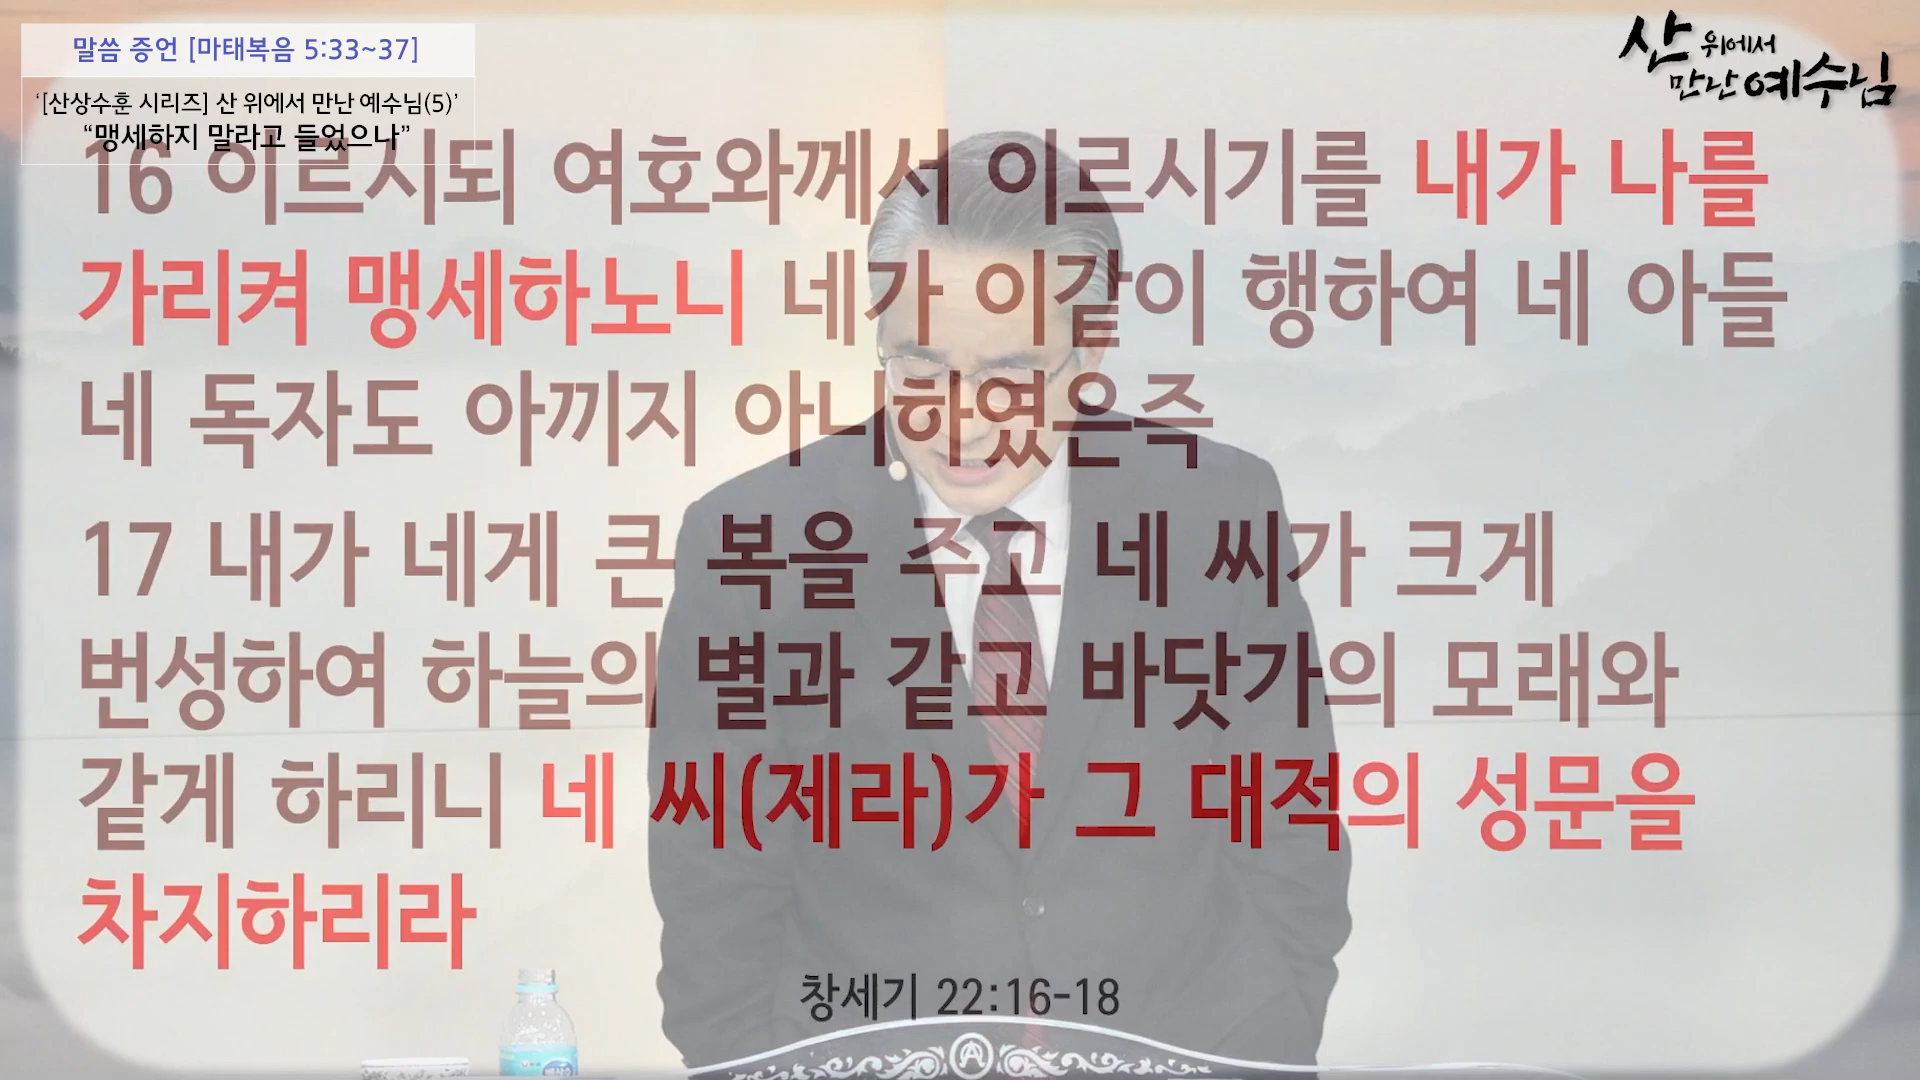 말씀 증언 [마태복음 5:33~37]
‘[산상수훈 시리즈] 산 위에서 만난 예수님(5)’
“맹세하지 말라고 들었으나”
산 위에서
만난 예수님
16 이르시되 여호와께서 이르시기를 내가 나를
가리켜 맹세하노니 네가 이같이 행하여 네 아들
네 독자도 아끼지 아니하였은즉
17 내가 네게 큰 복을 주고 네 씨가 크게
번성하여 하늘의 별과 같고 바닷가의 모래와
같게 하리니 네 씨(제라)가 그 대적의 성문을
차지하리라
창세기 22:16-18